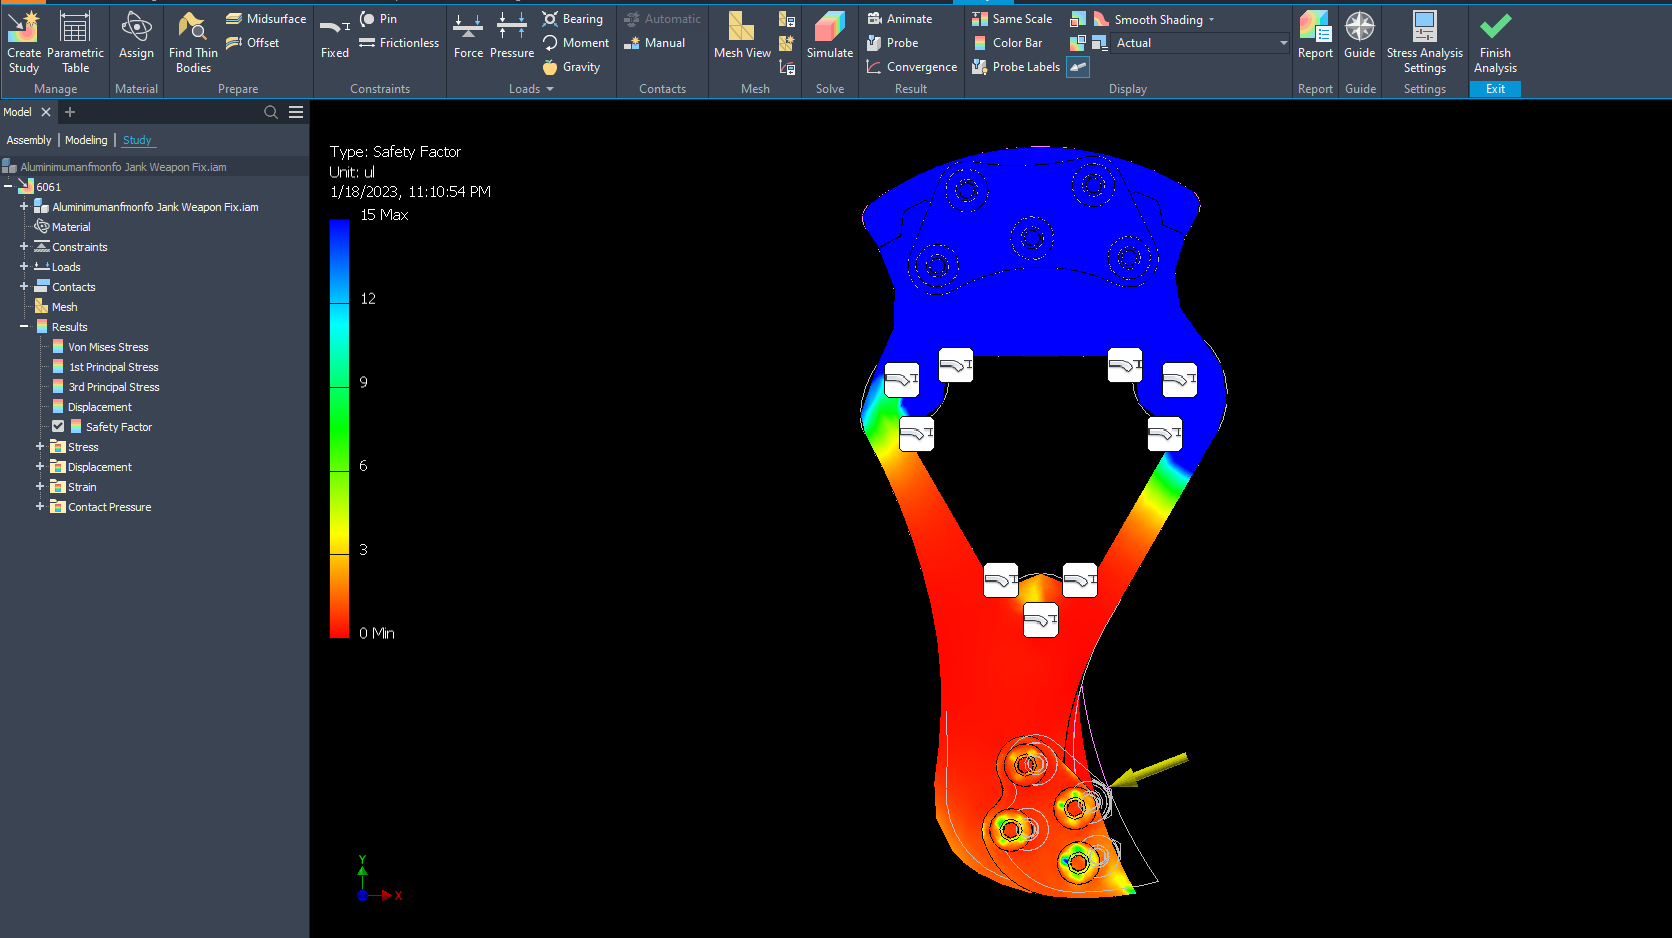 Create Study
Parametric Table
Manage
Assign
Material
Find Thin Bodies
Midsurface
Offset
Prepare
Fixed
Pin
Frictionless
Constraints
Force
Pressure
Bearing
Moment
Gravity
Loads
Automatic
Manual
Contacts
Mesh View
Mesh
Simulate
Solve
Animate
Probe
Convergence
Result
Same Scale
Color Bar
Probe Labels
Smooth Shading
Actual
Display
Report
Report
Guide
Guide
Stress Analysis Settings
Settings
Finish Analysis
Exit
Model
Assembly | Modeling | Study
Aluminimumanfmonfo Jank Weapon Fix.iam
6061
Aluminimumanfmonfo Jank Weapon Fix.iam
Material
Constraints
Loads
Contacts
Mesh
Results
Von Mises Stress
1st Principal Stress
3rd Principal Stress
Displacement
Safety Factor
Stress
Displacement
Strain
Contact Pressure
Type: Safety Factor
Unit: ul
1/18/2023, 11:10:54 PM
15 Max
12
9
6
3
0 Min
Y
X